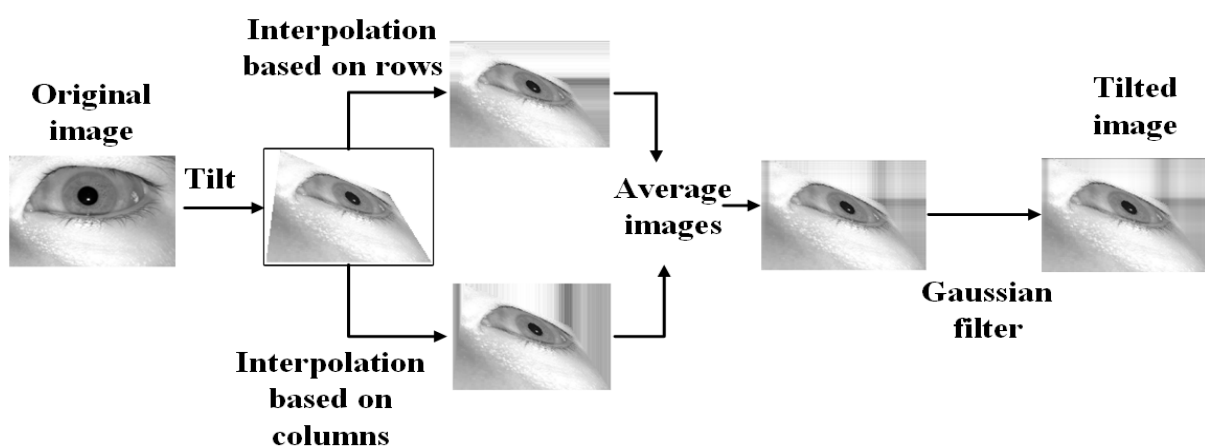 Original
image
Tilt
Interpolation
based on rows
Interpolation
based on
columns
Average
images
Gaussian
filter
Tilted
image